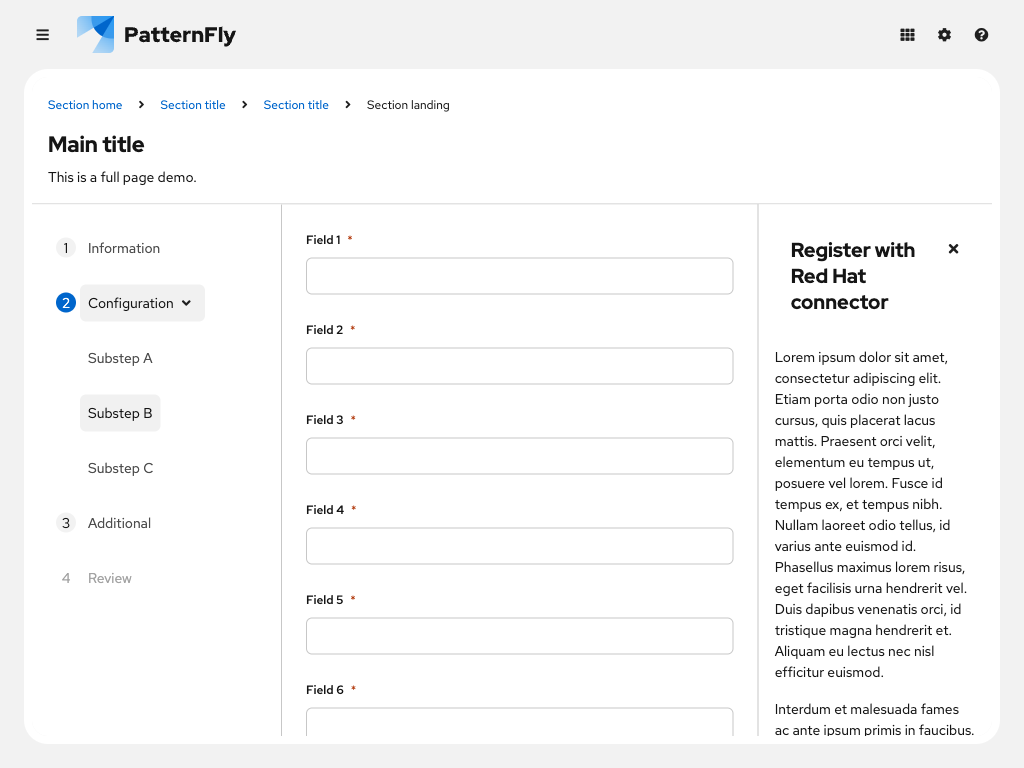 PatternFly
Section home
Section title
Section title
Section landing
Main title
This is a full page demo.
1 Information
2 Configuration
Substep A
Substep B
Substep C
3 Additional
4 Review
Field 1 *
Field 2 *
Field 3 *
Field 4 *
Field 5 *
Field 6 *
Register with
Red Hat
connector
Lorem ipsum dolor sit amet,
consectetur adipiscing elit.
Etiam porta odio non justo
cursus, quis placerat lacus
mattis. Praesent orci velit,
elementum eu tempus ut,
posuere vel lorem. Fusce id
tempus ex, et tempus nibh.
Nullam laoreet odio tellus, id
varius ante euismod id.
Phasellus maximus lorem risus,
eget facilisis urna hendrerit vel.
Duis dapibus venenatis orci, id
tristique magna hendrerit et.
Aliquam eu lectus nec nisl
efficitur euismod.
Interdum et malesuada fames
ac ante ipsum primis in faucibus.